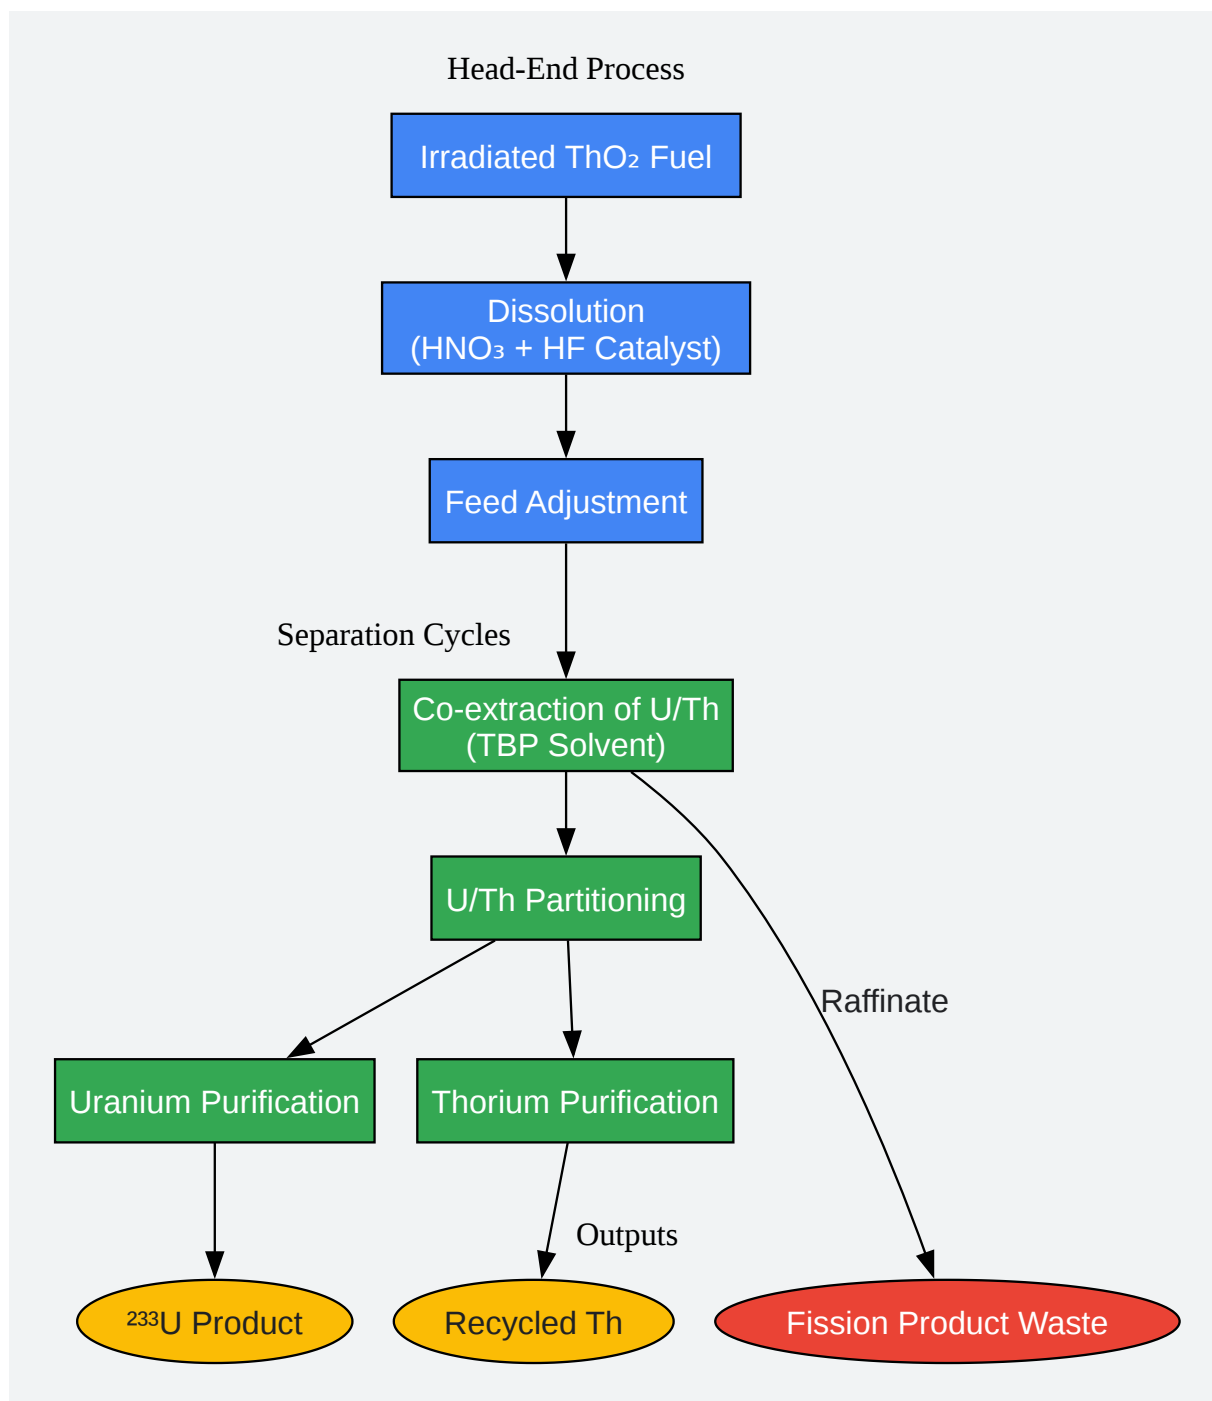 Head-End Process
Irradiated ThO₂ Fuel
Dissolution
(HNO₃ + HF Catalyst)
Feed Adjustment
Separation Cycles
Co-extraction of U/Th
(TBP Solvent)
U/Th Partitioning
Raffinate
Uranium Purification
Thorium Purification
Outputs
²³³U Product
Recycled Th
Fission Product Waste